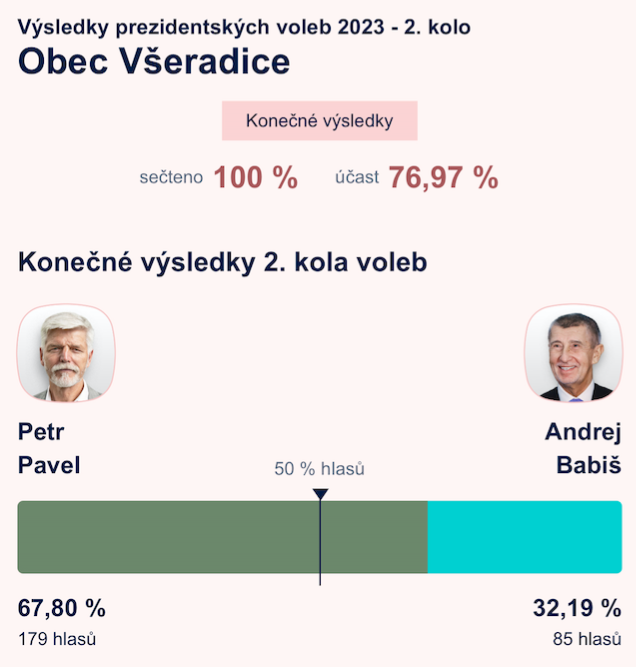 Výsledky prezidentských voleb 2023 - 2. kolo
Obec Všeradice
Konečné výsledky
sečteno 100 % účast 76,97 %
Konečné výsledky 2. kola voleb
Petr
Pavel
Andrej
Babiš
50 % hlasů
67,80 %
179 hlasů
32,19 %
85 hlasů